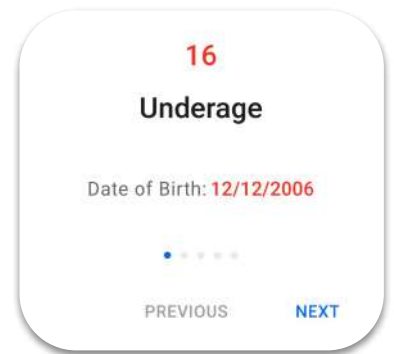 16
Underage
Date of Birth: 12/12/2006
PREVIOUS NEXT